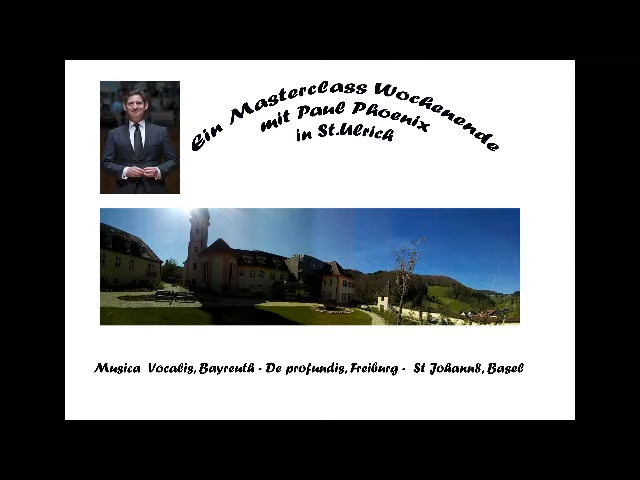 Ein Masterclass Wochenende
mit Paul Phoenix
in St.Ulrich
Musica Vocalis, Bayreuth - De profundis, Freiburg - St Johann8, Basel